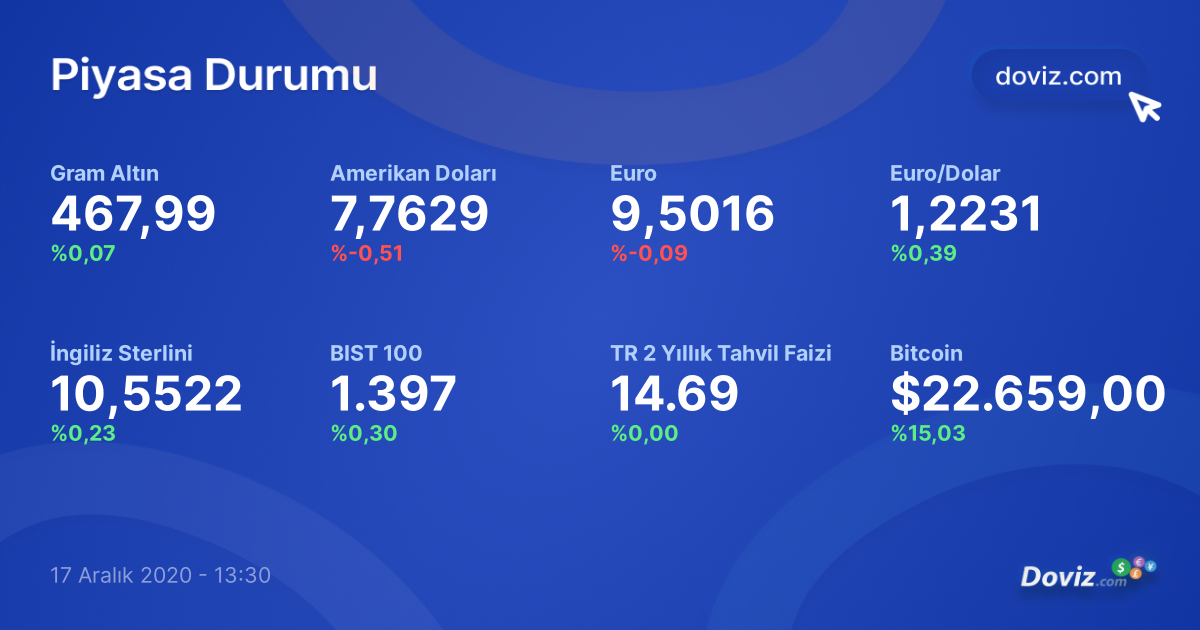 Piyasa Durumu
doviz.com
Gram Altın
467,99
%0,07
Amerikan Doları
7,7629
%-0,51
Euro
9,5016
%-0,09
Euro/Dolar
1,2231
%0,39
İngiliz Sterlini
10,5522
%0,23
BIST 100
1.397
%0,30
TR 2 Yıllık Tahvil Faizi
14.69
%0,00
Bitcoin
$22.659,00
%15,03
17 Aralık 2020 - 13:30
Doviz.com $ € £ ¥